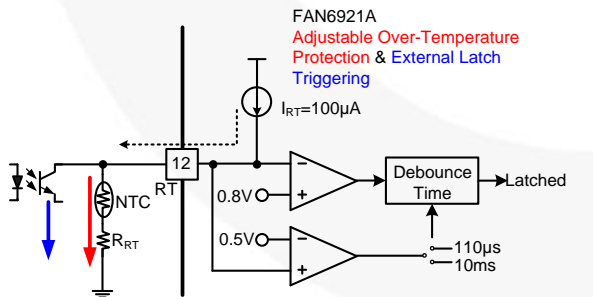 FAN6921A
Adjustable Over-Temperature
Protection & External Latch
Triggering
IRT=100µA
12
RT
NTC
RRT
0.8V
−
+
Debounce
Time
Latched
0.5V
−
+
110µs
10ms